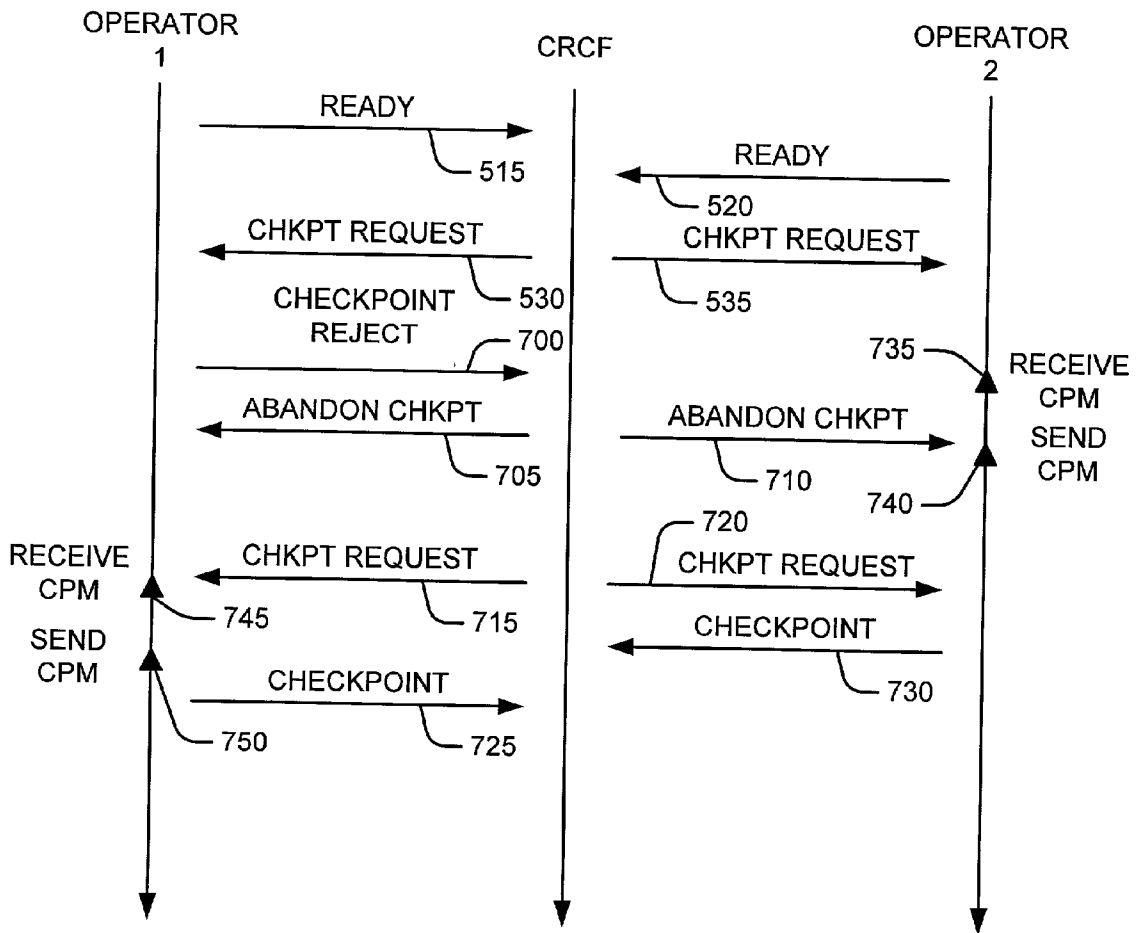 OPERATOR
1
CRCF
OPERATOR
2
READY
515
READY
520
CHKPT REQUEST
530
CHKPT REQUEST
535
CHECKPOINT
REJECT
700
735
RECEIVE
CPM
ABANDON CHKPT
705
ABANDON CHKPT
710
SEND
CPM
740
720
RECEIVE
CPM
745
CHKPT REQUEST
715
CHKPT REQUEST
SEND
CPM
750
CHECKPOINT
730
CHECKPOINT
725